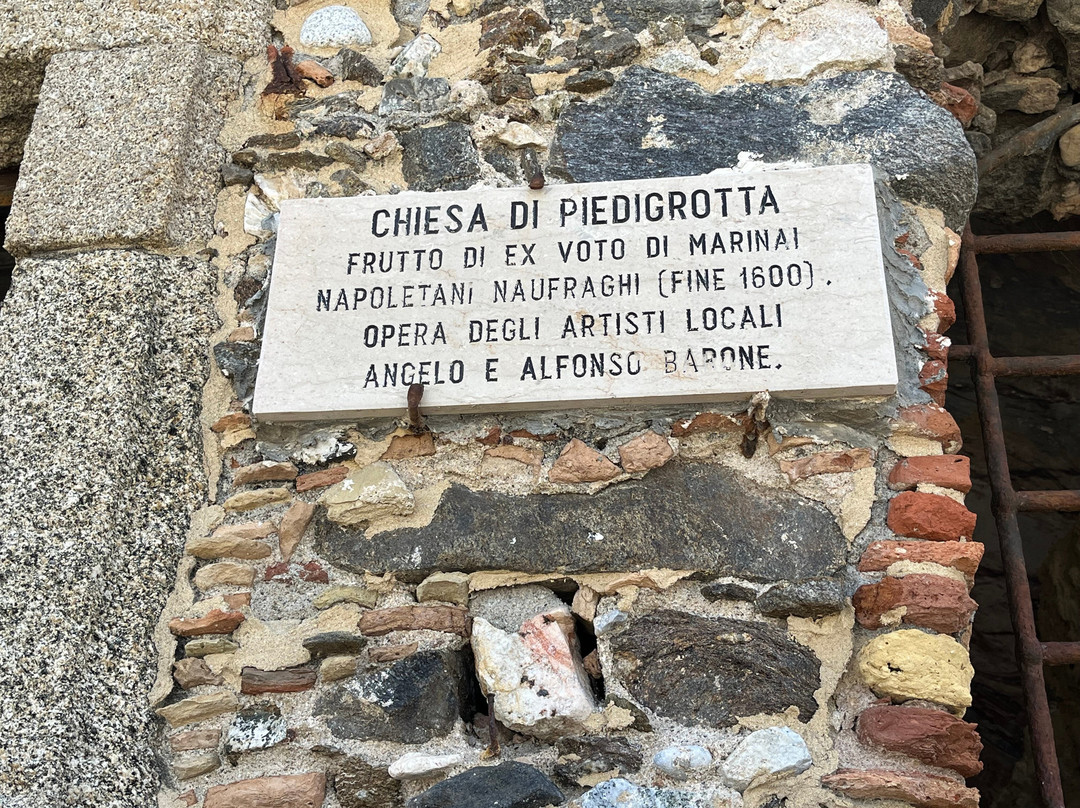 CHIESA DI PIEDIGROTTA
FRUTTO DI EX VOTO DI MARINAI
NAPOLETANi NAUFRAGHI (FINE 1600).
OPERA DEGLI ARTISTI LOCALI
ANGELO E ALFONSO BARONE.